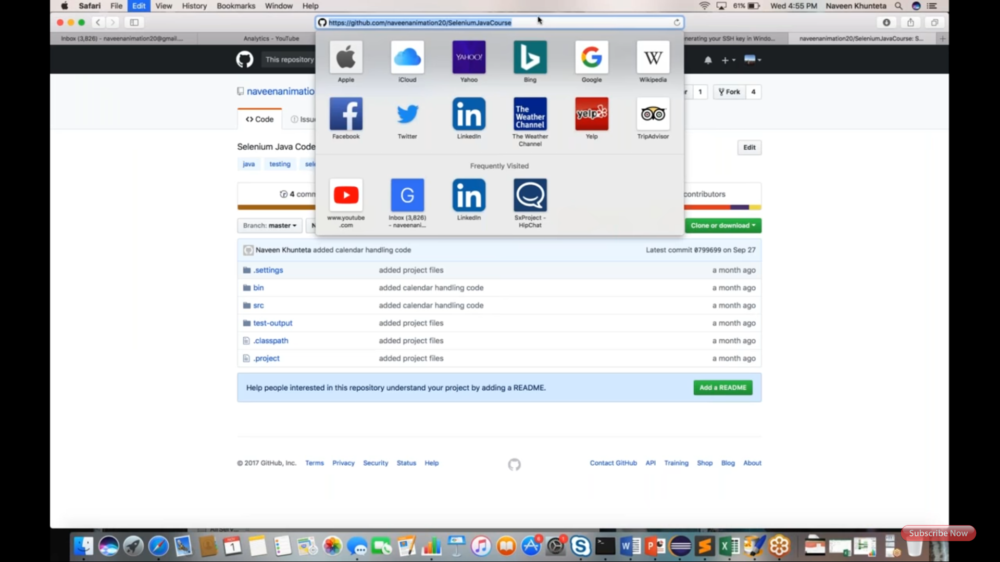 Safari File Edit View History Bookmarks Window Help 61% Wed 4:55 PM Naveen Khunteta
https://github.com/naveenanimation20/SeleniumJavaCourse
Inbox (3,826) - naveenanimation20@gmail.... Analytics - YouTube nerating your SSH key in Windo... naveenanimation20/SeleniumJavaCourse: S...
This repository
Apple iCloud Yahoo Bing Google Wikipedia
YAHOO!
W
naveenanimatio
r 1 Fork 4
Code Issu
The Weather Channel
yelp
Facebook Twitter LinkedIn The Weather Channel Yelp TripAdvisor
Selenium Java Code
Edit
java testing sele
Frequently Visited
4 comm
contributors
G
www.youtube.com Inbox (3,826) - naveenani... LinkedIn SxProject - HipChat
Branch: master N Clone or download
Naveen Khunteta added calendar handling code Latest commit 0799699 on Sep 27
.settings added project files a month ago
bin added calendar handling code a month ago
src added calendar handling code a month ago
test-output added project files a month ago
.classpath added project files a month ago
.project added project files a month ago
Help people interested in this repository understand your project by adding a README. Add a README
© 2017 GitHub, Inc. Terms Privacy Security Status Help Contact GitHub API Training Shop Blog About
Subscribe Now